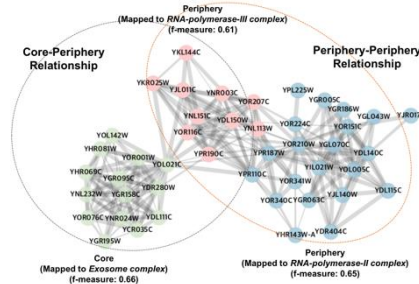 Periphery
(Mapped to RNA-polymerase-III complex)
(f-measure: 0.61)
Core-Periphery
Relationship
Periphery-Periphery
Relationship
YKL144C
YKR025W
YJL011C
YNR003C
YOR207C
YNL151C
YDL150W
YOR116C
YNL113W
YPR190C
YPR187W
YPR110C
YPL225W
YGR005C
YGR186W
YGL043W
YJR017
YOR224C
YOR151C
YOR210W
YGL070C
YDL140C
YJL021W
YOL005C
YOR341W
YDL115C
YOR340C
YGR063C
YJL140W
YHR143W-A
YDR404C
YOL142W
YHR081W
YOR001W
YDL021C
YHR069C
YGR095C
YDR280W
YNL232W
YGR158C
YOR076C
YNR024W
YDL111C
YCR035C
YGR195W
Core
(Mapped to Exosome complex)
(f-measure: 0.66)
Periphery
(Mapped to RNA-polymerase-II complex)
(f-measure: 0.65)